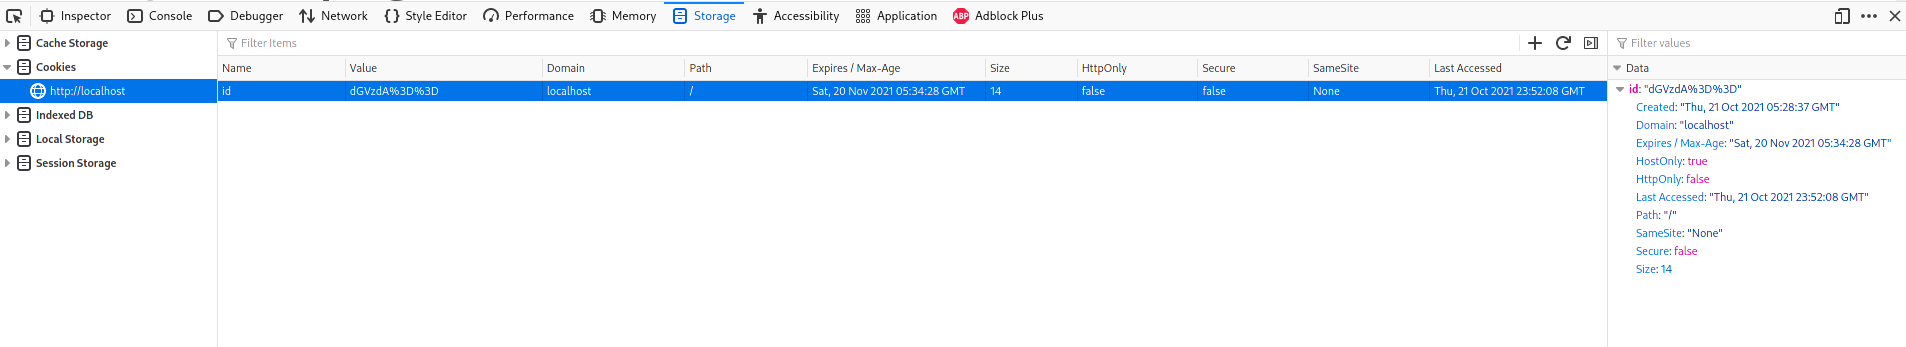 Inspector Console Debugger Network Style Editor Performance Memory Storage Accessibility Application ABP Adblock Plus
Cache Storage
Cookies
http://localhost
Indexed DB
Local Storage
Session Storage
Filter Items
Name Value Domain Path Expires / Max-Age Size HttpOnly Secure SameSite Last Accessed
id dGVzdA%3D%3D localhost / Sat, 20 Nov 2021 05:34:28 GMT 14 false false None Thu, 21 Oct 2021 23:52:08 GMT
Filter values
Data
id: "dGVzdA%3D%3D"
Created: "Thu, 21 Oct 2021 05:28:37 GMT"
Domain: "localhost"
Expires / Max-Age: "Sat, 20 Nov 2021 05:34:28 GMT"
HostOnly: true
HttpOnly: false
Last Accessed: "Thu, 21 Oct 2021 23:52:08 GMT"
Path: "/"
SameSite: "None"
Secure: false
Size: 14